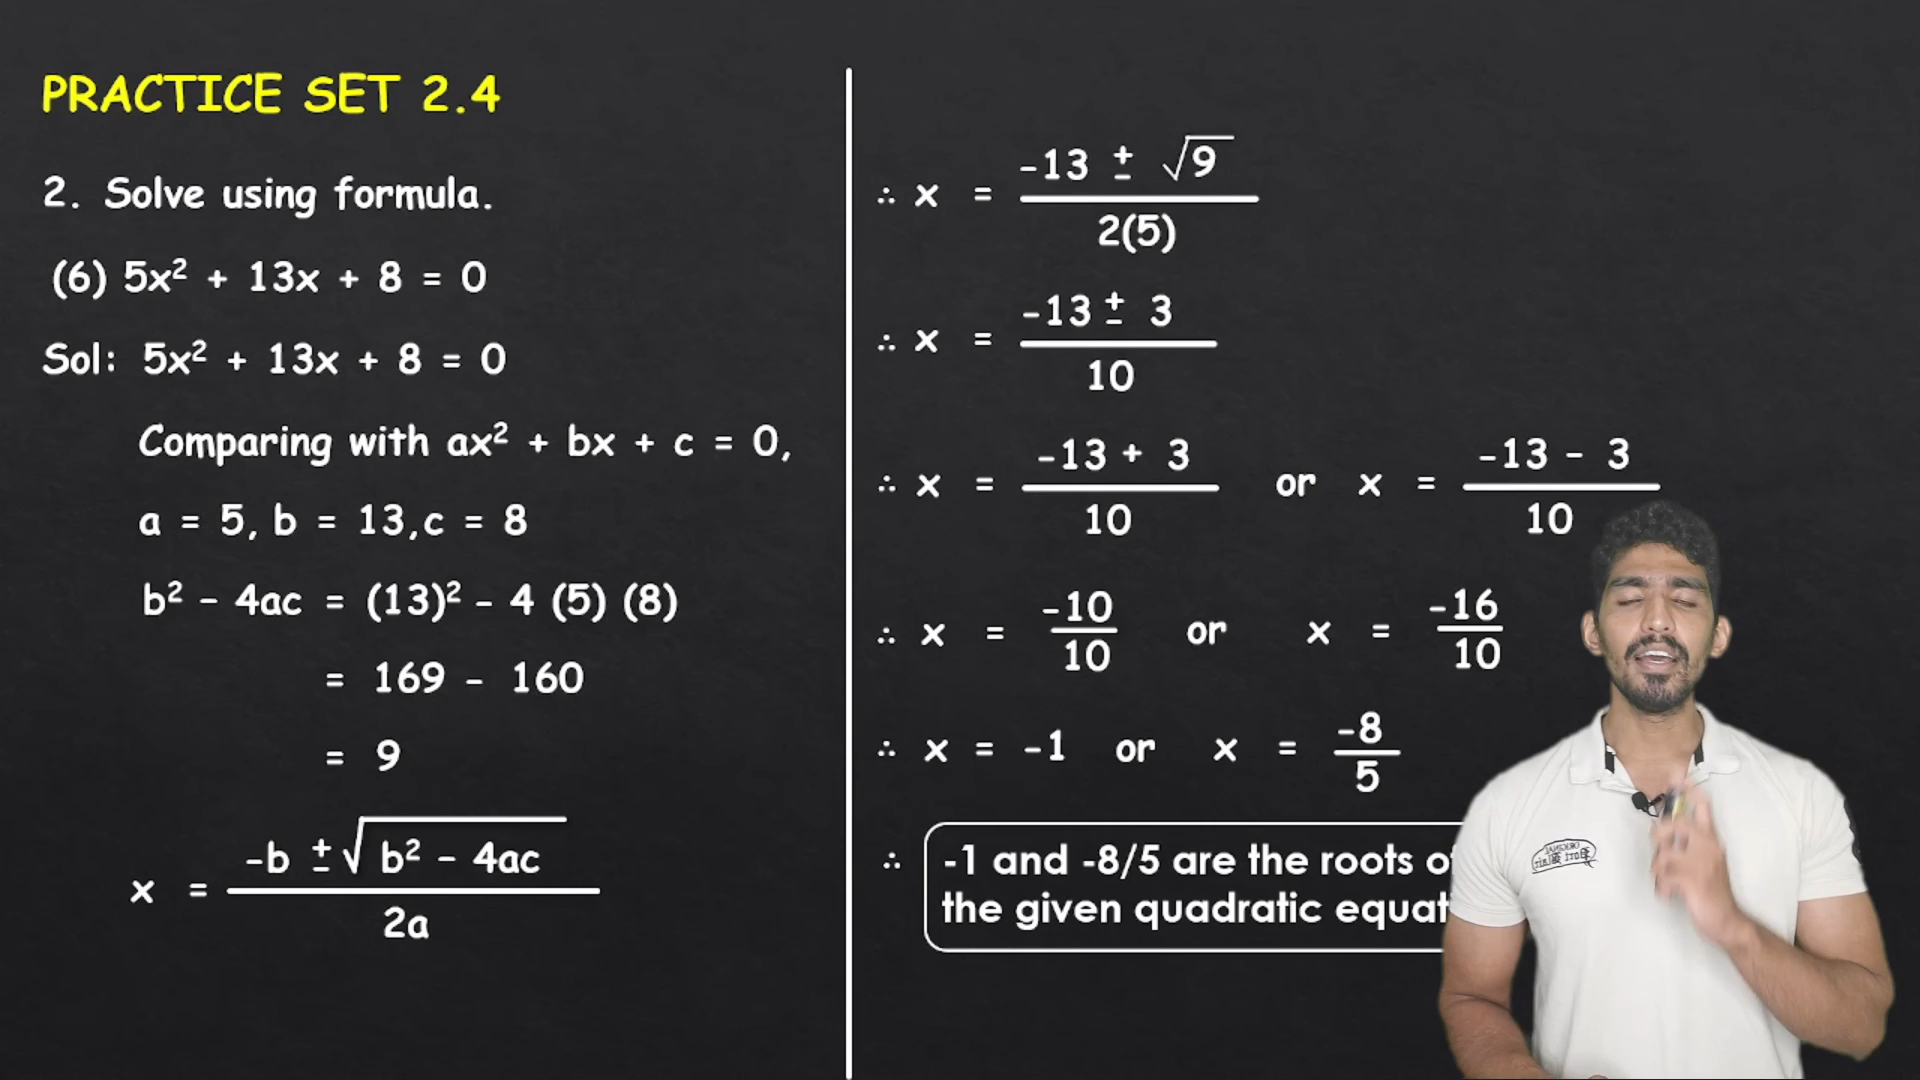 PRACTICE SET 2.4
2. Solve using formula.
(6) 5x² + 13x + 8 = 0
Sol: 5x² + 13x + 8 = 0
Comparing with ax² + bx + c = 0,
a = 5, b = 13, c = 8
b² - 4ac = (13)² - 4 (5) (8)
= 169 - 160
= 9
x = -b ± √b² - 4ac / 2a
∴ x = -13 ± √9 / 2(5)
∴ x = -13 ± 3 / 10
∴ x = -13 + 3 / 10 or x = -13 - 3 / 10
∴ x = -10 / 10 or x = -16 / 10
∴ x = -1 or x = -8 / 5
∴ -1 and -8/5 are the roots
the given quadratic